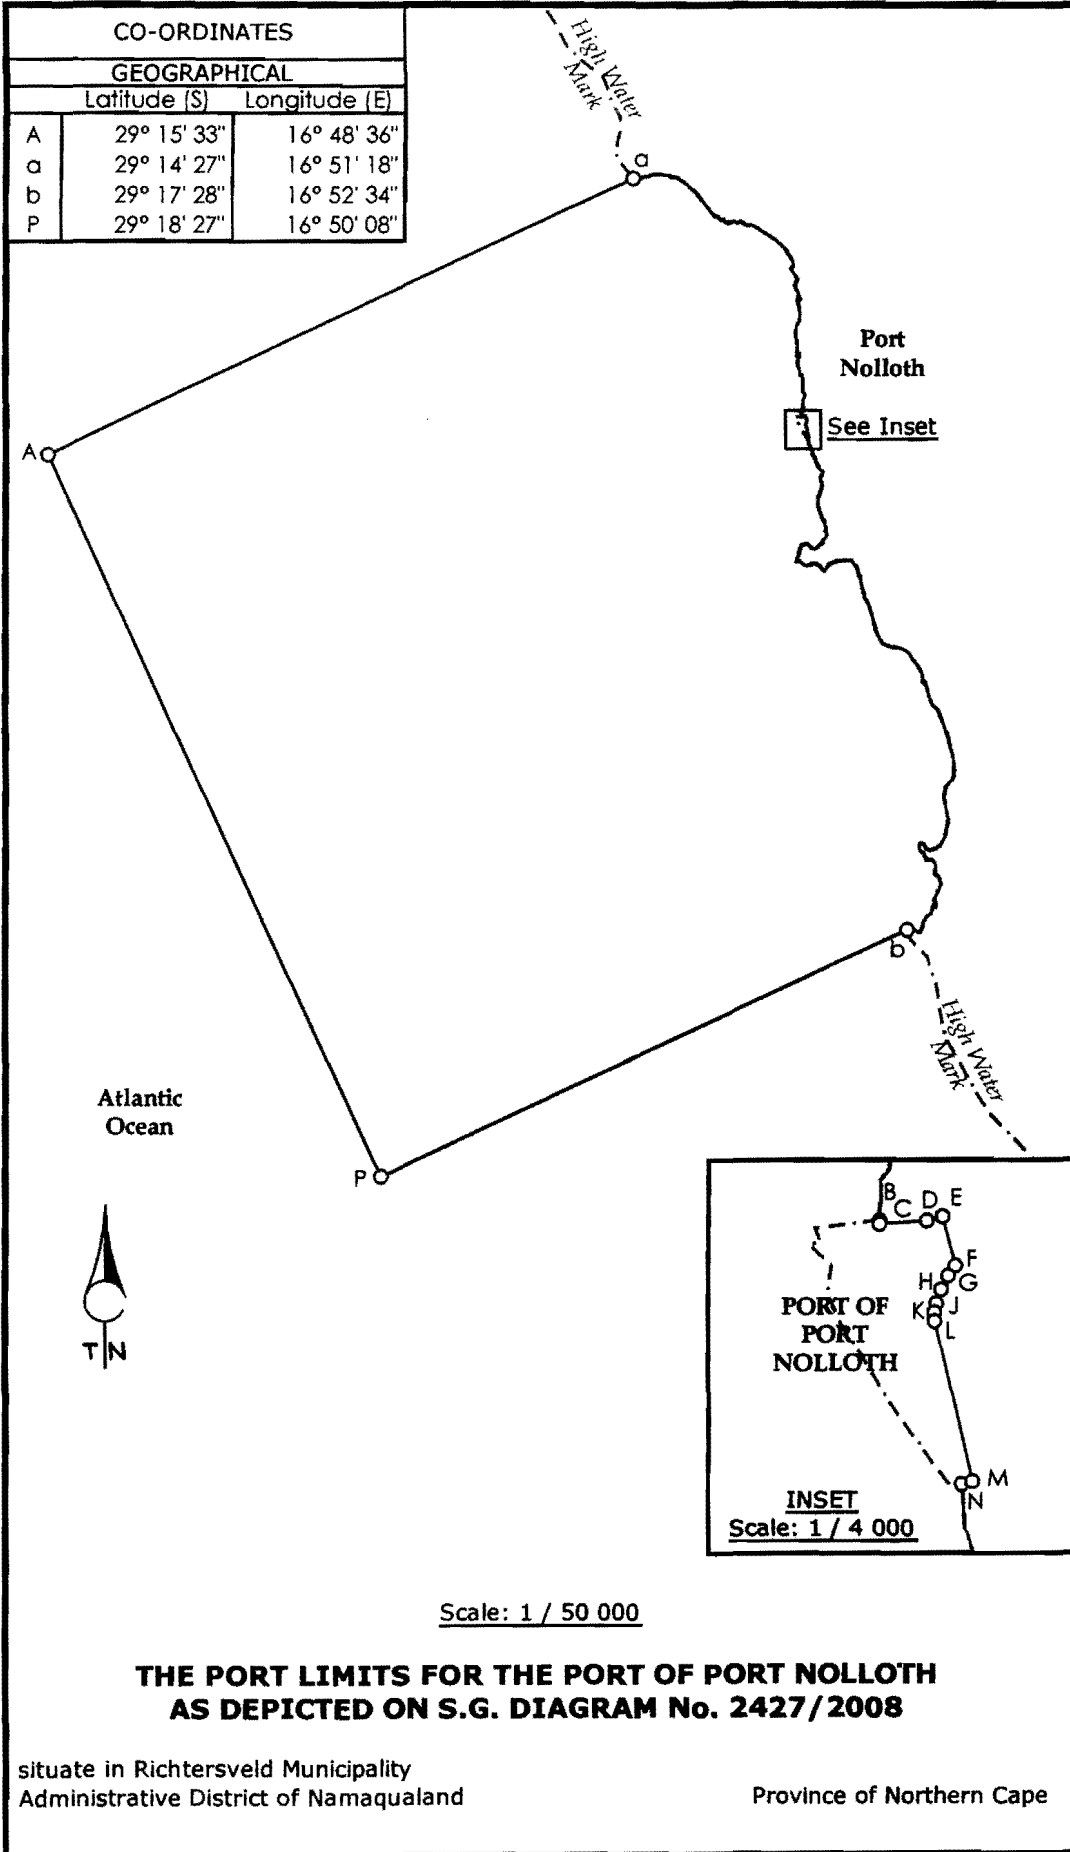 CO-ORDINATES
GEOGRAPHICAL
Latitude (S) Longitude (E)
A 29° 15' 33" 16° 48' 36"
a 29° 14' 27" 16° 51' 18"
b 29° 17' 28" 16° 52' 34"
P 29° 18' 27" 16° 50' 08"
High Water
Mark
a
Port
Nolloth
See Inset
A
b
High Water
Mark
Atlantic
Ocean
P
T N
B
C
D
E
F
G
H
J
K
L
PORT OF
PORT
NOLLOTH
M
N
INSET
Scale: 1 / 4 000
Scale: 1 / 50 000
THE PORT LIMITS FOR THE PORT OF PORT NOLLOTH
AS DEPICTED ON S.G. DIAGRAM No. 2427/2008
situate in Richtersveld Municipality
Administrative District of Namaqualand
Province of Northern Cape